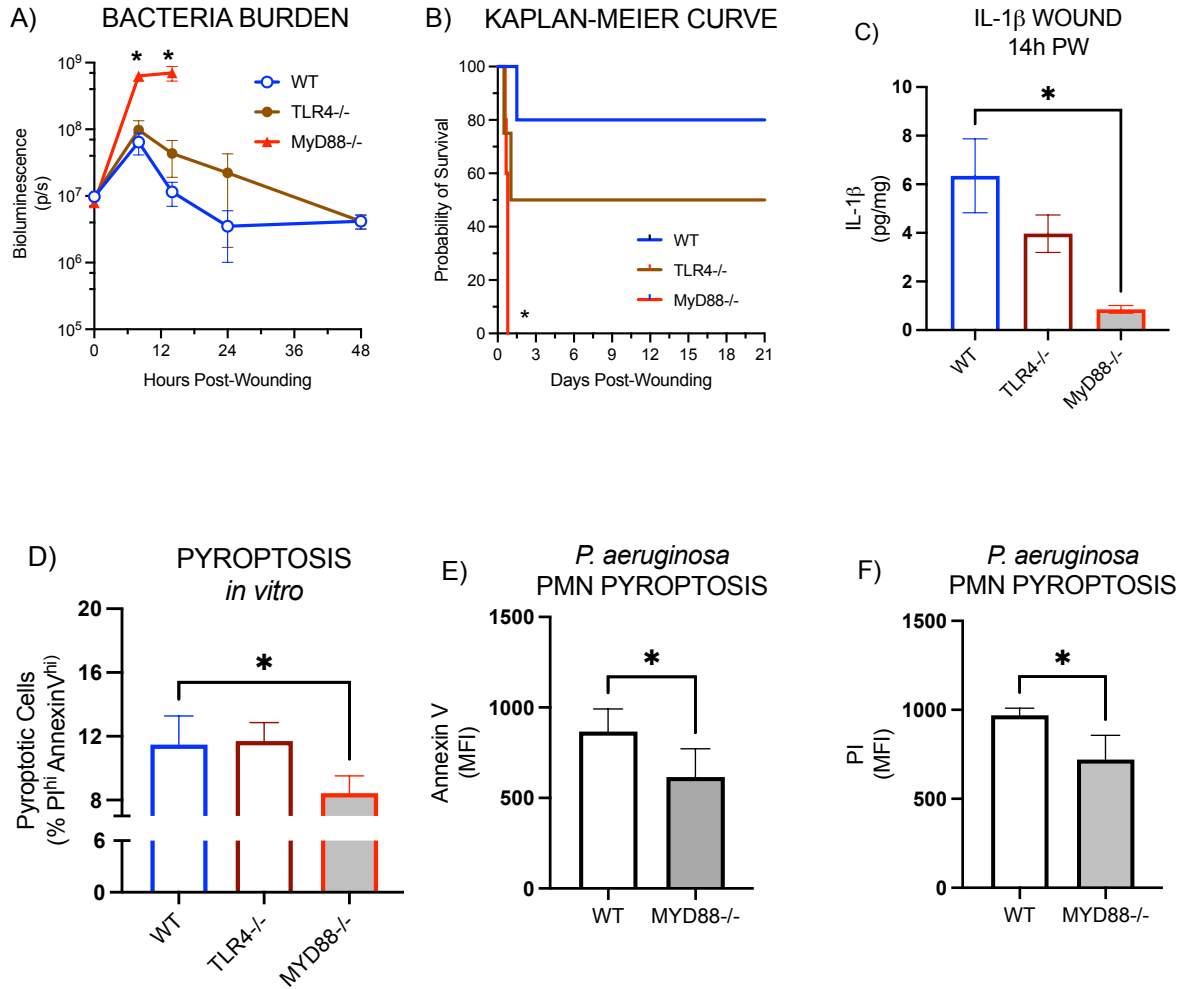 A) BACTERIA BURDEN
10⁹
10⁸
10⁷
10⁶
10⁵
* *
WT
TLR4-/-
MyD88-/-
Bioluminescence
(p/s)
0 12 24 36 48
Hours Post-Wounding
B) KAPLAN-MEIER CURVE
100
80
60
40
20
0
Probability of Survival
WT
TLR4-/-
MyD88-/-
*
0 3 6 9 12 15 18 21
Days Post-Wounding
C) IL-1β WOUND
14h PW
10
8
6
4
2
0
IL-1β
(pg/mg)
*
WT TLR4-/- MyD88-/-
D) PYROPTOSIS
in vitro
20
16
12
8
6
0
Pyroptotic Cells
(% PIʰⁱ AnnexinVʰⁱ)
*
WT TLR4-/- MYD88-/-
E) P. aeruginosa
PMN PYROPTOSIS
1500
1000
500
0
Annexin V
(MFI)
*
WT MYD88-/-
F) P. aeruginosa
PMN PYROPTOSIS
1500
1000
500
0
PI
(MFI)
*
WT MYD88-/-